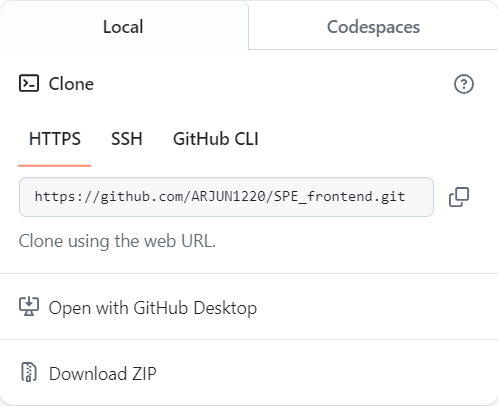 Local
Codespaces
Clone
HTTPS
SSH
GitHub CLI
https://github.com/ARJUN1220/SPE_frontend.git
Clone using the web URL.
Open with GitHub Desktop
Download ZIP